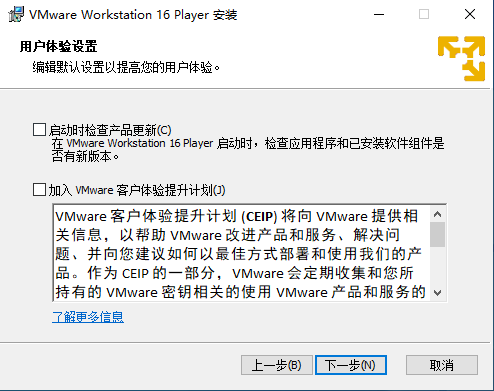 VMware Workstation 16 Player 安装
用户体验设置
编辑默认设置以提高您的用户体验。
启动时检查产品更新(C)
在 VMware Workstation 16 Player 启动时，检查应用程序和已安装软件组件是
否有新版本。
加入 VMware 客户体验提升计划(J)
VMware 客户体验提升计划 (CEIP) 将向 VMware 提供相
关信息，以帮助 VMware 改进产品和服务、解决问
题、并向您建议如何以最佳方式部署和使用我们的产
品。作为 CEIP 的一部分，VMware 会定期收集和您所
持有的 VMware 密钥相关的使用 VMware 产品和服务的
了解更多信息
上一步(B) 下一步(N) 取消